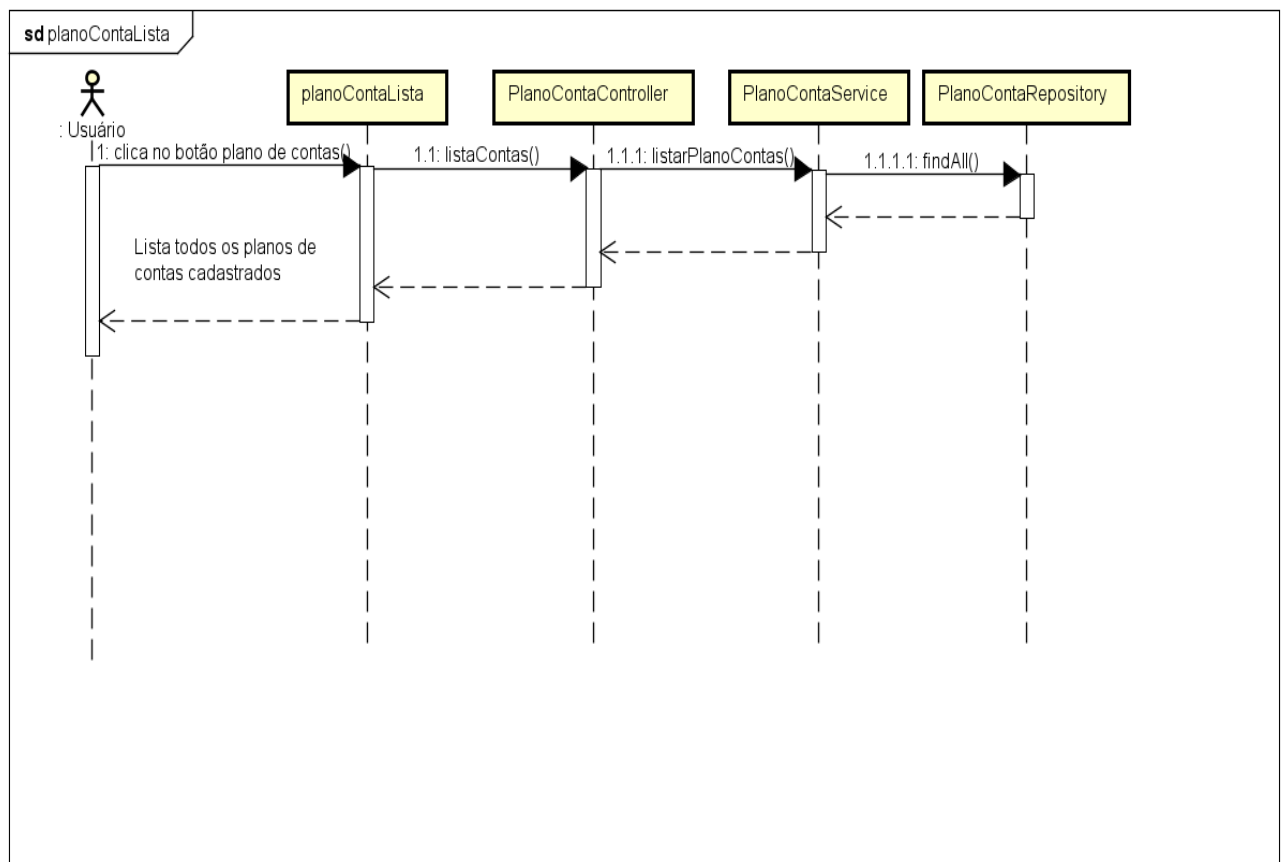 sd planoContaLista
: Usuário
planoContaLista
PlanoContaController
PlanoContaService
PlanoContaRepository
1: clica no botão plano de contas()
1.1: listaContas()
1.1.1: listarPlanoContas()
1.1.1.1: findAll()
Lista todos os planos de
contas cadastrados